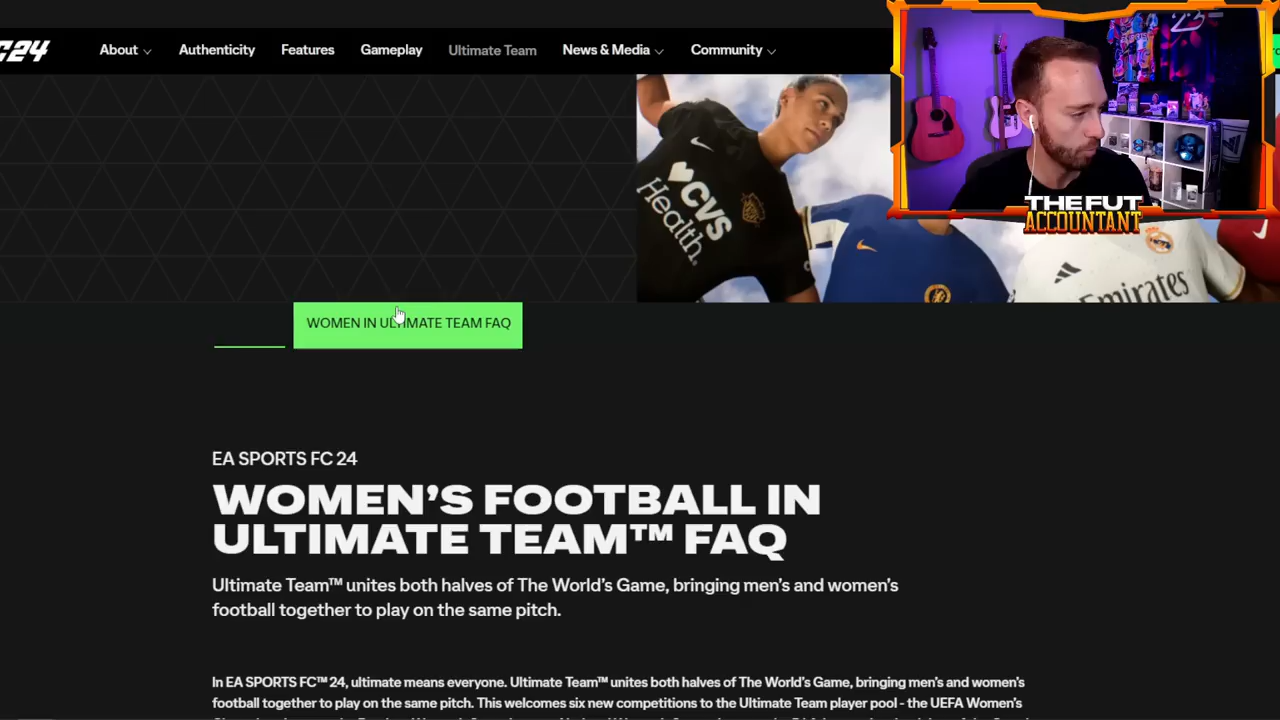 C24
About
Authenticity
Features
Gameplay
Ultimate Team
News & Media
Community
CVS
Health.
Emirates
THE FUT
ACCOUNTANT
WOMEN IN ULTIMATE TEAM FAQ
EA SPORTS FC 24
WOMEN'S FOOTBALL IN
ULTIMATE TEAM™ FAQ
Ultimate Team™ unites both halves of The World's Game, bringing men's and women's
football together to play on the same pitch.
In EA SPORTS FC™ 24, ultimate means everyone. Ultimate Team™ unites both halves of The World's Game, bringing men's and women's
football together to play on the same pitch. This welcomes six new competitions to the Ultimate Team player pool - the UEFA Women's